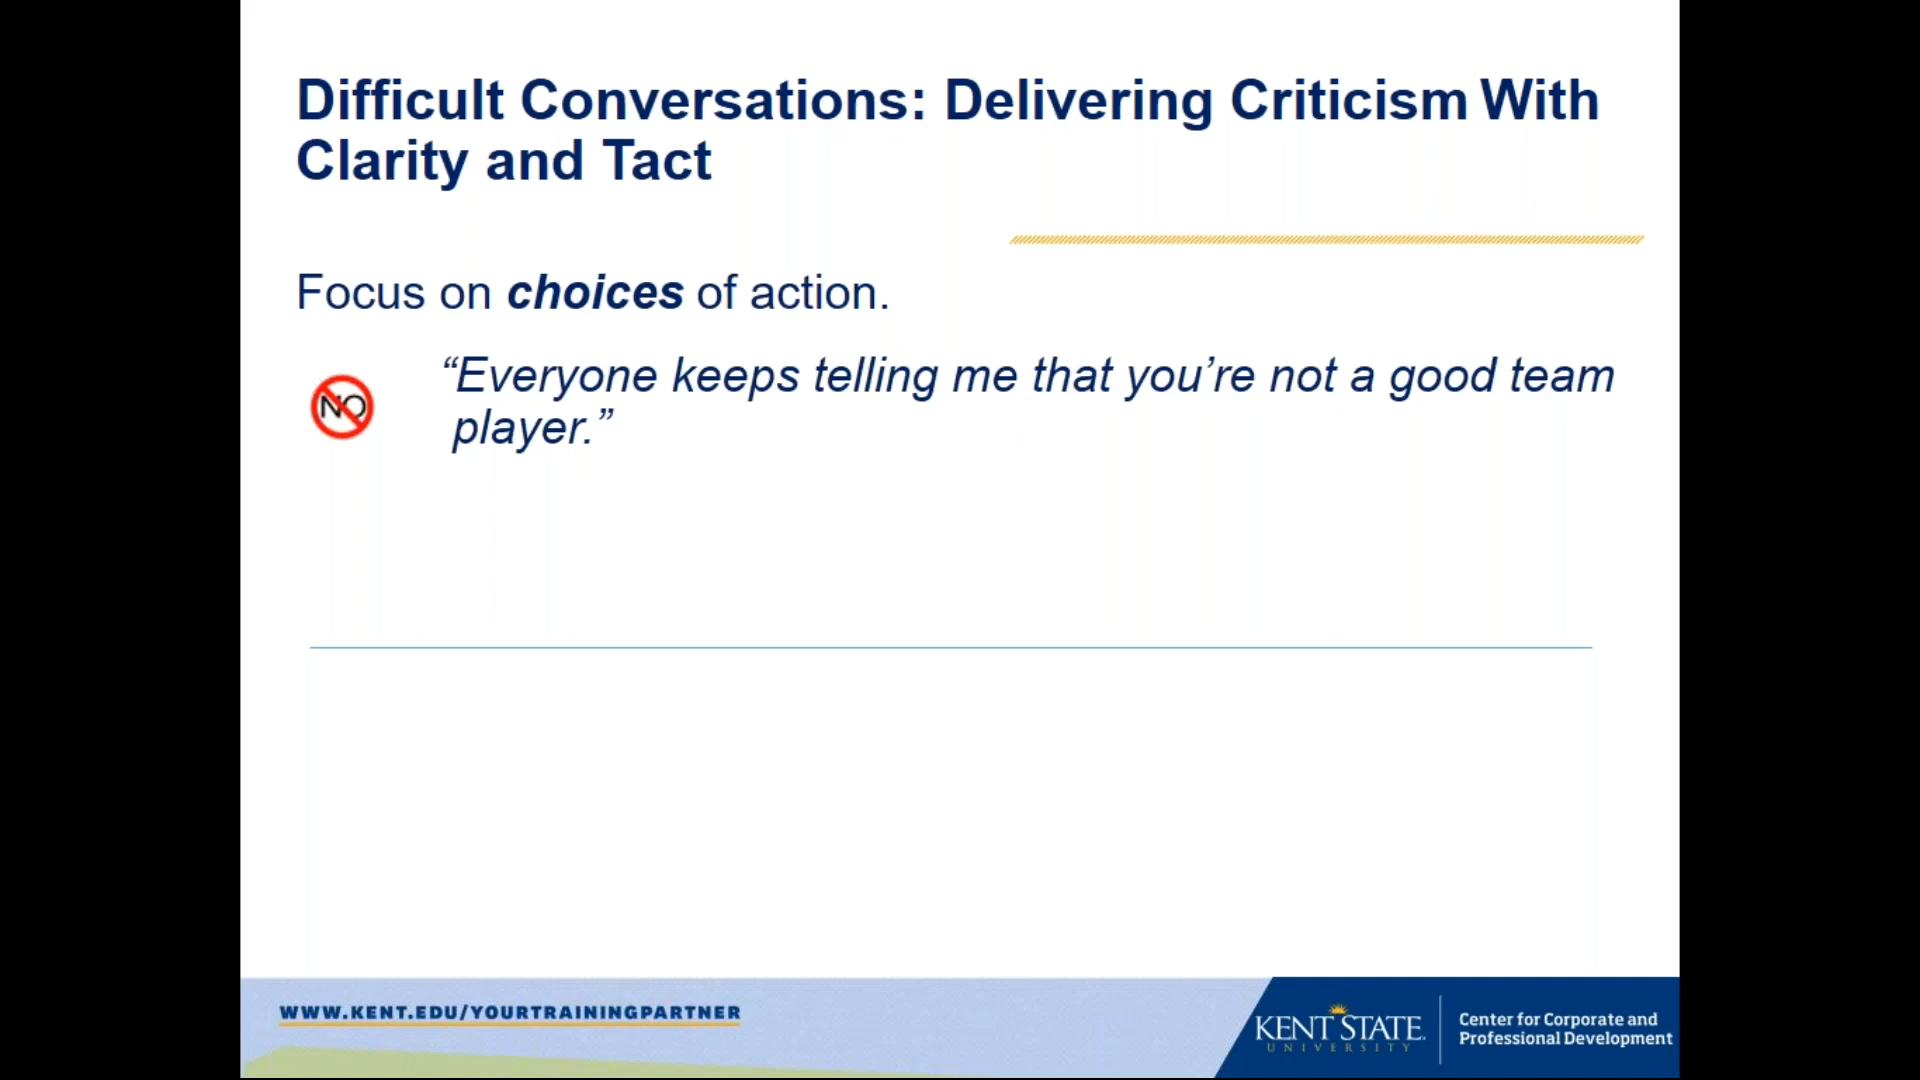 Difficult Conversations: Delivering Criticism With
Clarity and Tact
Focus on choices of action.
NO
“Everyone keeps telling me that you’re not a good team
player.”
WWW.KENT.EDU/YOURTRAININGPARTNER
KENT STATE
UNIVERSITY
Center for Corporate and
Professional Development